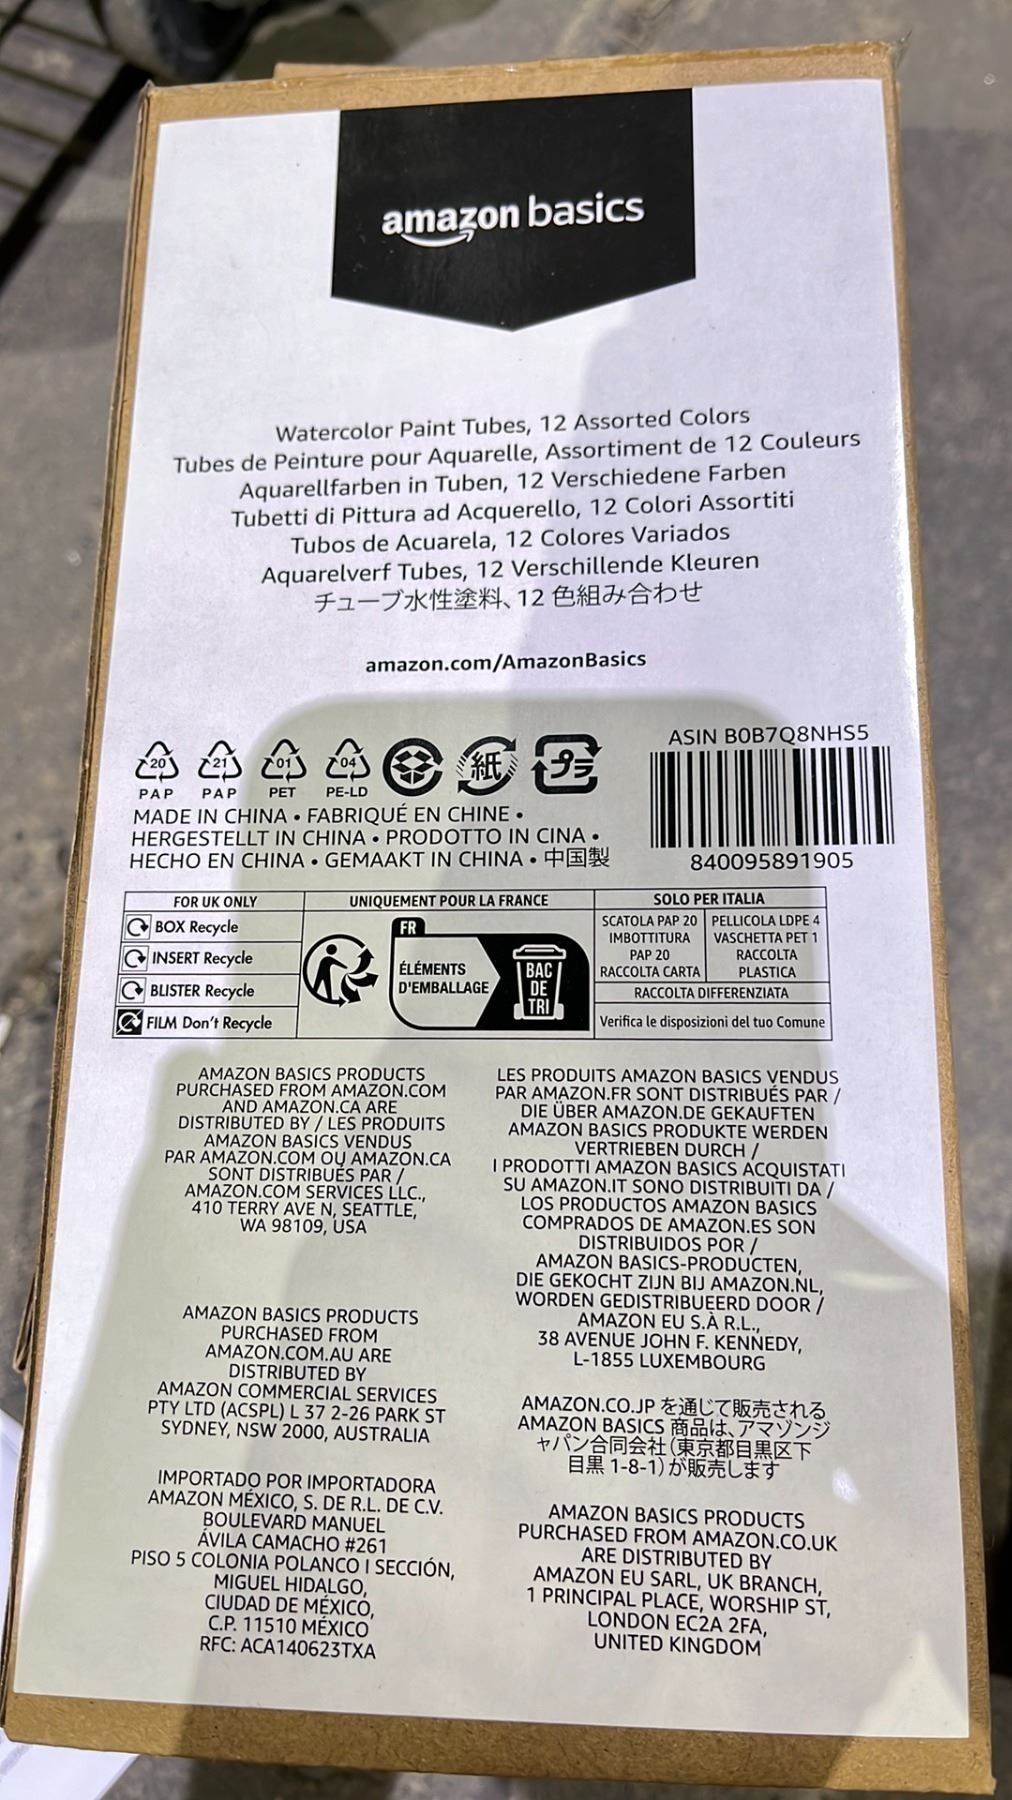 amazon basics
Watercolor Paint Tubes, 12 Assorted Colors
Tubes de Peinture pour Aquarelle, Assortiment de 12 Couleurs
Aquarellfarben in Tuben, 12 Verschiedene Farben
Tubetti di Pittura ad Acquerello, 12 Colori Assortiti
Tubos de Acuarela, 12 Colores Variados
Aquarelverf Tubes, 12 Verschillende Kleuren
チューブ水性塗料、12 色組み合わせ
amazon.com/AmazonBasics
20 21 01 04 紙 プラ
PAP PAP PET PE-LD
MADE IN CHINA • FABRIQUÉ EN CHINE •
HERGESTELLT IN CHINA • PRODOTTO IN CINA •
HECHO EN CHINA • GEMAAKT IN CHINA • 中国製
ASIN B0B7Q8NHS5
840095891905
FOR UK ONLY
BOX Recycle
INSERT Recycle
BLISTER Recycle
FILM Don't Recycle
UNIQUEMENT POUR LA FRANCE
FR
ÉLÉMENTS
D'EMBALLAGE
BAC
DE
TRI
SOLO PER ITALIA
SCATOLA PAP 20
IMBOTTITURA
PAP 20
RACCOLTA CARTA
PELLICOLA LDPE 4
VASCHETTA PET 1
RACCOLTA
PLASTICA
RACCOLTA DIFFERENZIATA
Verifica le disposizioni del tuo Comune
AMAZON BASICS PRODUCTS
PURCHASED FROM AMAZON.COM
AND AMAZON.CA ARE
DISTRIBUTED BY / LES PRODUITS
AMAZON BASICS VENDUS
PAR AMAZON.COM OU AMAZON.CA
SONT DISTRIBUÉS PAR /
AMAZON.COM SERVICES LLC.,
410 TERRY AVE N, SEATTLE,
WA 98109, USA
AMAZON BASICS PRODUCTS
PURCHASED FROM
AMAZON.COM.AU ARE
DISTRIBUTED BY
AMAZON COMMERCIAL SERVICES
PTY LTD (ACSPL) L 37 2-26 PARK ST
SYDNEY, NSW 2000, AUSTRALIA
IMPORTADO POR IMPORTADORA
AMAZON MÉXICO, S. DE R.L. DE C.V.
BOULEVARD MANUEL
ÁVILA CAMACHO #261
PISO 5 COLONIA POLANCO I SECCIÓN,
MIGUEL HIDALGO,
CIUDAD DE MÉXICO,
C.P. 11510 MÉXICO
RFC: ACA140623TXA
LES PRODUITS AMAZON BASICS VENDUS
PAR AMAZON.FR SONT DISTRIBUÉS PAR /
DIE ÜBER AMAZON.DE GEKAUFTEN
AMAZON BASICS PRODUKTE WERDEN
VERTRIEBEN DURCH /
I PRODOTTI AMAZON BASICS ACQUISTATI
SU AMAZON.IT SONO DISTRIBUITI DA /
LOS PRODUCTOS AMAZON BASICS
COMPRADOS DE AMAZON.ES SON
DISTRIBUIDOS POR /
AMAZON BASICS-PRODUCTEN,
DIE GEKOCHT ZIJN BIJ AMAZON.NL,
WORDEN GEDISTRIBUEERD DOOR /
AMAZON EU S.À R.L.,
38 AVENUE JOHN F. KENNEDY,
L-1855 LUXEMBOURG
AMAZON.CO.JP を通じて販売される
AMAZON BASICS 商品は、アマゾンジ
ャパン合同会社（東京都目黒区下
目黒 1-8-1）が販売します
AMAZON BASICS PRODUCTS
PURCHASED FROM AMAZON.CO.UK
ARE DISTRIBUTED BY
AMAZON EU SARL, UK BRANCH,
1 PRINCIPAL PLACE, WORSHIP ST,
LONDON EC2A 2FA,
UNITED KINGDOM